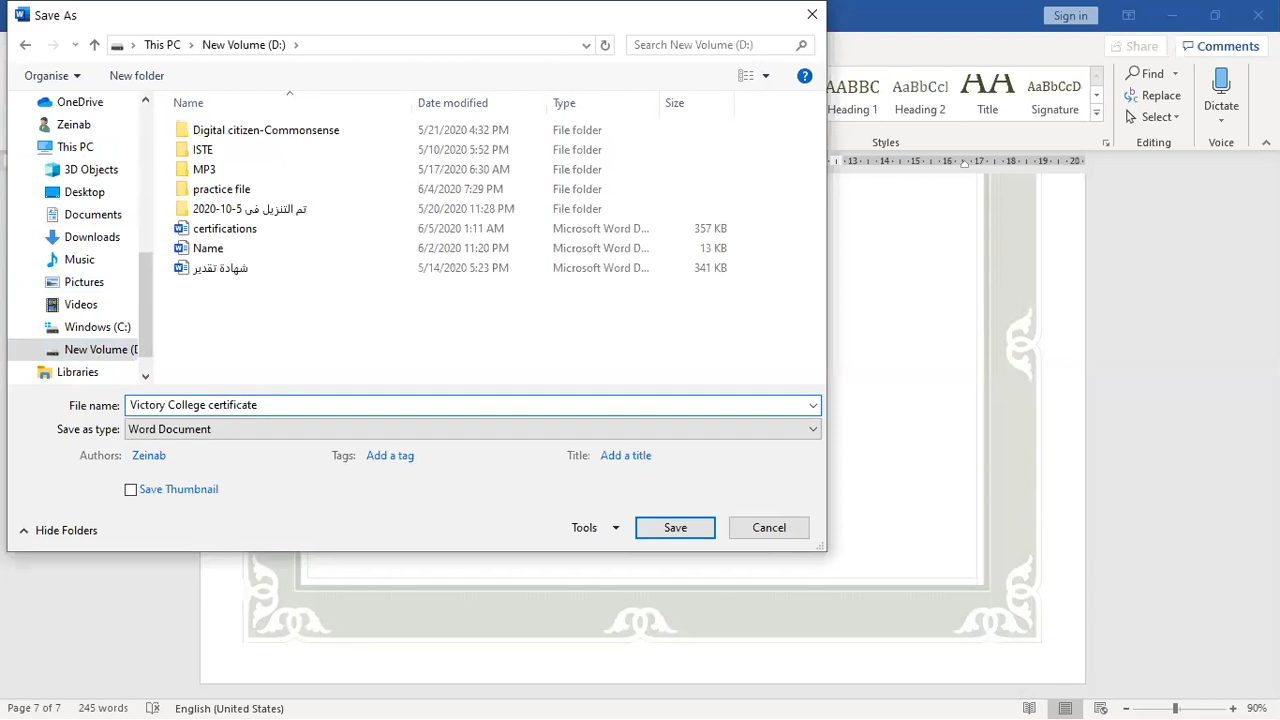 Save As
Sign in
This PC
New Volume (D:)
Search New Volume (D:)
Share
Comments
Organise
New folder
AABBC
AaBbCcl
AA
AaBbCcD
Heading 1
Heading 2
Title
Signature
Find
Replace
Select
Dictate
Styles
Editing
Voice
OneDrive
Zeinab
This PC
3D Objects
Desktop
Documents
Downloads
Music
Pictures
Videos
Windows (C:)
New Volume (D
Libraries
Name Date modified Type Size
Digital citizen-Commonsense 5/21/2020 4:32 PM File folder
ISTE 5/10/2020 5:52 PM File folder
MP3 5/17/2020 6:30 AM File folder
practice file 6/4/2020 7:29 PM File folder
تم التنزيل فى 5-10-2020 5/20/2020 11:28 PM File folder
certifications 6/5/2020 1:11 AM Microsoft Word D... 357 KB
Name 6/2/2020 11:20 PM Microsoft Word D... 13 KB
شهادة تقدير 5/14/2020 5:23 PM Microsoft Word D... 341 KB
13 14 15 16 17 18 19 20
File name: Victory College certificate
Save as type: Word Document
Authors: Zeinab Tags: Add a tag Title: Add a title
Save Thumbnail
Hide Folders
Tools Save Cancel
Page 7 of 7 245 words English (United States) 90%